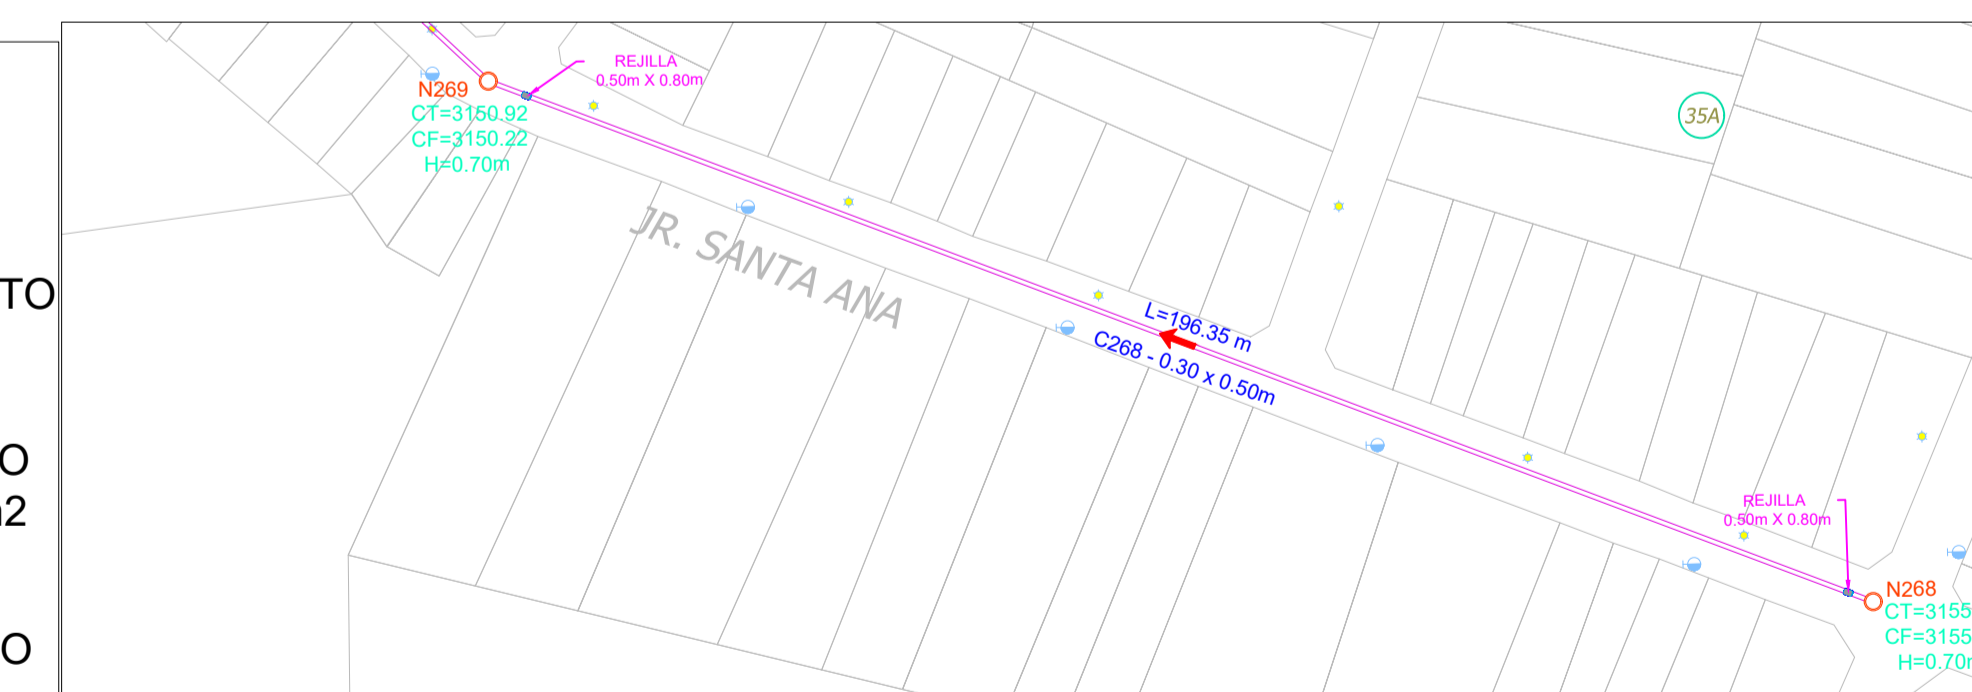 REJILLA
0.50m X 0.80m
N269
CT=3150.92
CF=3150.22
H=0.70m
35A
JR. SANTA ANA
TO
L=196.35 m
C268 - 0.30 x 0.50m
O
2
REJILLA
0.50m X 0.80m
N268
CT=3155
CF=3155
H=0.70
O